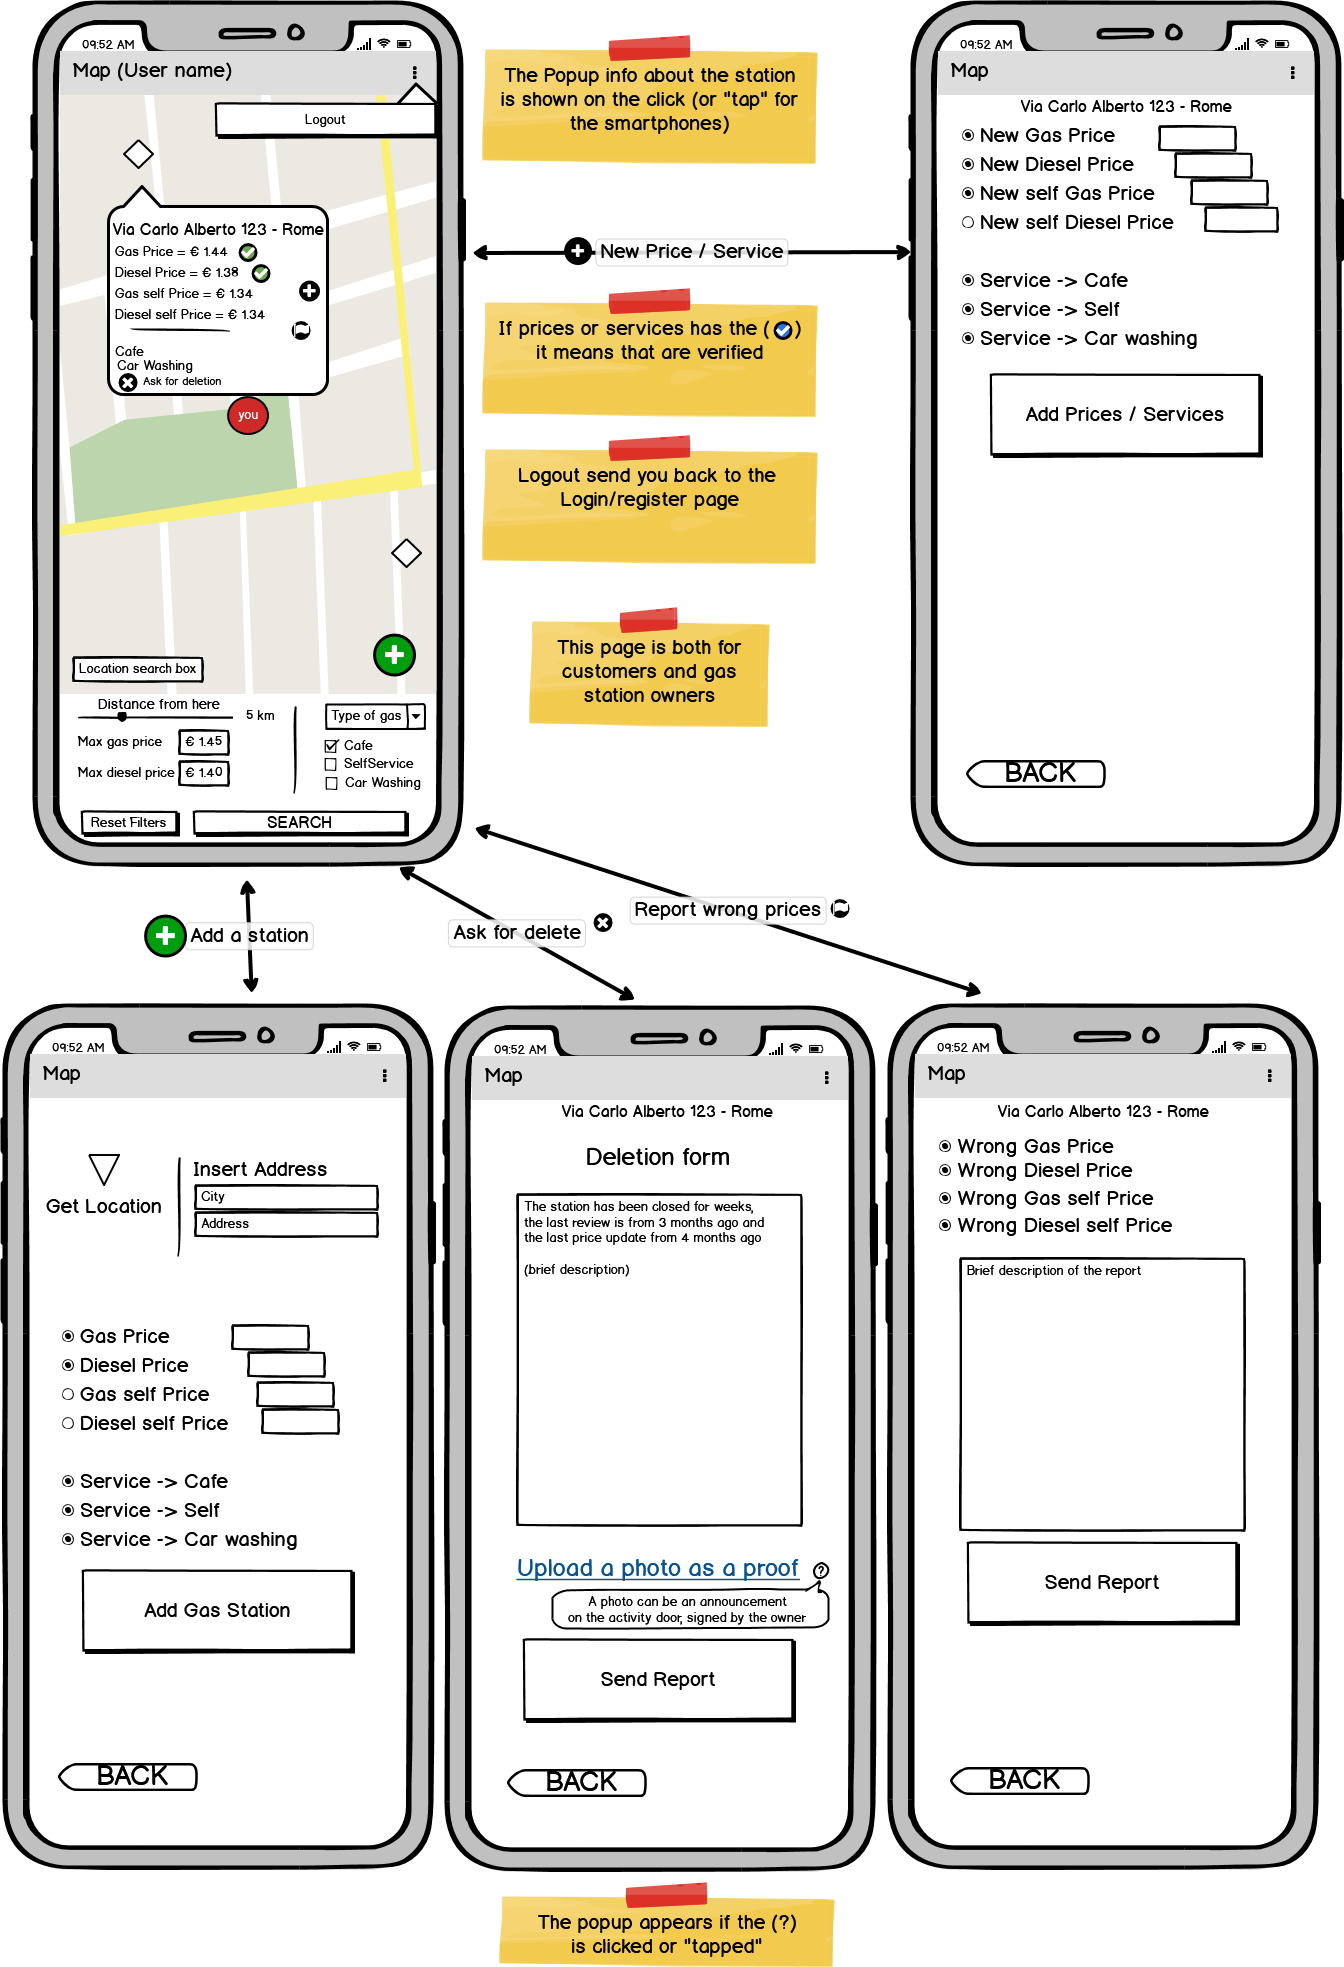 09:52 AM
Map (User name)
Logout
Via Carlo Alberto 123 - Rome
Gas Price = € 1.44
Diesel Price = € 1.38
Gas self Price = € 1.34
Diesel self Price = € 1.34
Cafe
Car Washing
Ask for deletion
you
Location search box
Distance from here
5 km
Max gas price
€ 1.45
Max diesel price
€ 1.40
Type of gas
Cafe
SelfService
Car Washing
Reset Filters
SEARCH
The Popup info about the station
is shown on the click (or "tap" for
the smartphones)
New Price / Service
If prices or services has the ( )
it means that are verified
Logout send you back to the
Login/register page
This page is both for
customers and gas
station owners
09:52 AM
Map
Via Carlo Alberto 123 - Rome
New Gas Price
New Diesel Price
New self Gas Price
New self Diesel Price
Service -> Cafe
Service -> Self
Service -> Car washing
Add Prices / Services
BACK
Add a station
Ask for delete
Report wrong prices
09:52 AM
Map
Get Location
Insert Address
City
Address
Gas Price
Diesel Price
Gas self Price
Diesel self Price
Service -> Cafe
Service -> Self
Service -> Car washing
Add Gas Station
BACK
09:52 AM
Map
Via Carlo Alberto 123 - Rome
Deletion form
The station has been closed for weeks,
the last review is from 3 months ago and
the last price update from 4 months ago
(brief description)
Upload a photo as a proof
?
A photo can be an announcement
on the activity door, signed by the owner
Send Report
BACK
09:52 AM
Map
Via Carlo Alberto 123 - Rome
Wrong Gas Price
Wrong Diesel Price
Wrong Gas self Price
Wrong Diesel self Price
Brief description of the report
Send Report
BACK
The popup appears if the (?)
is clicked or "tapped"